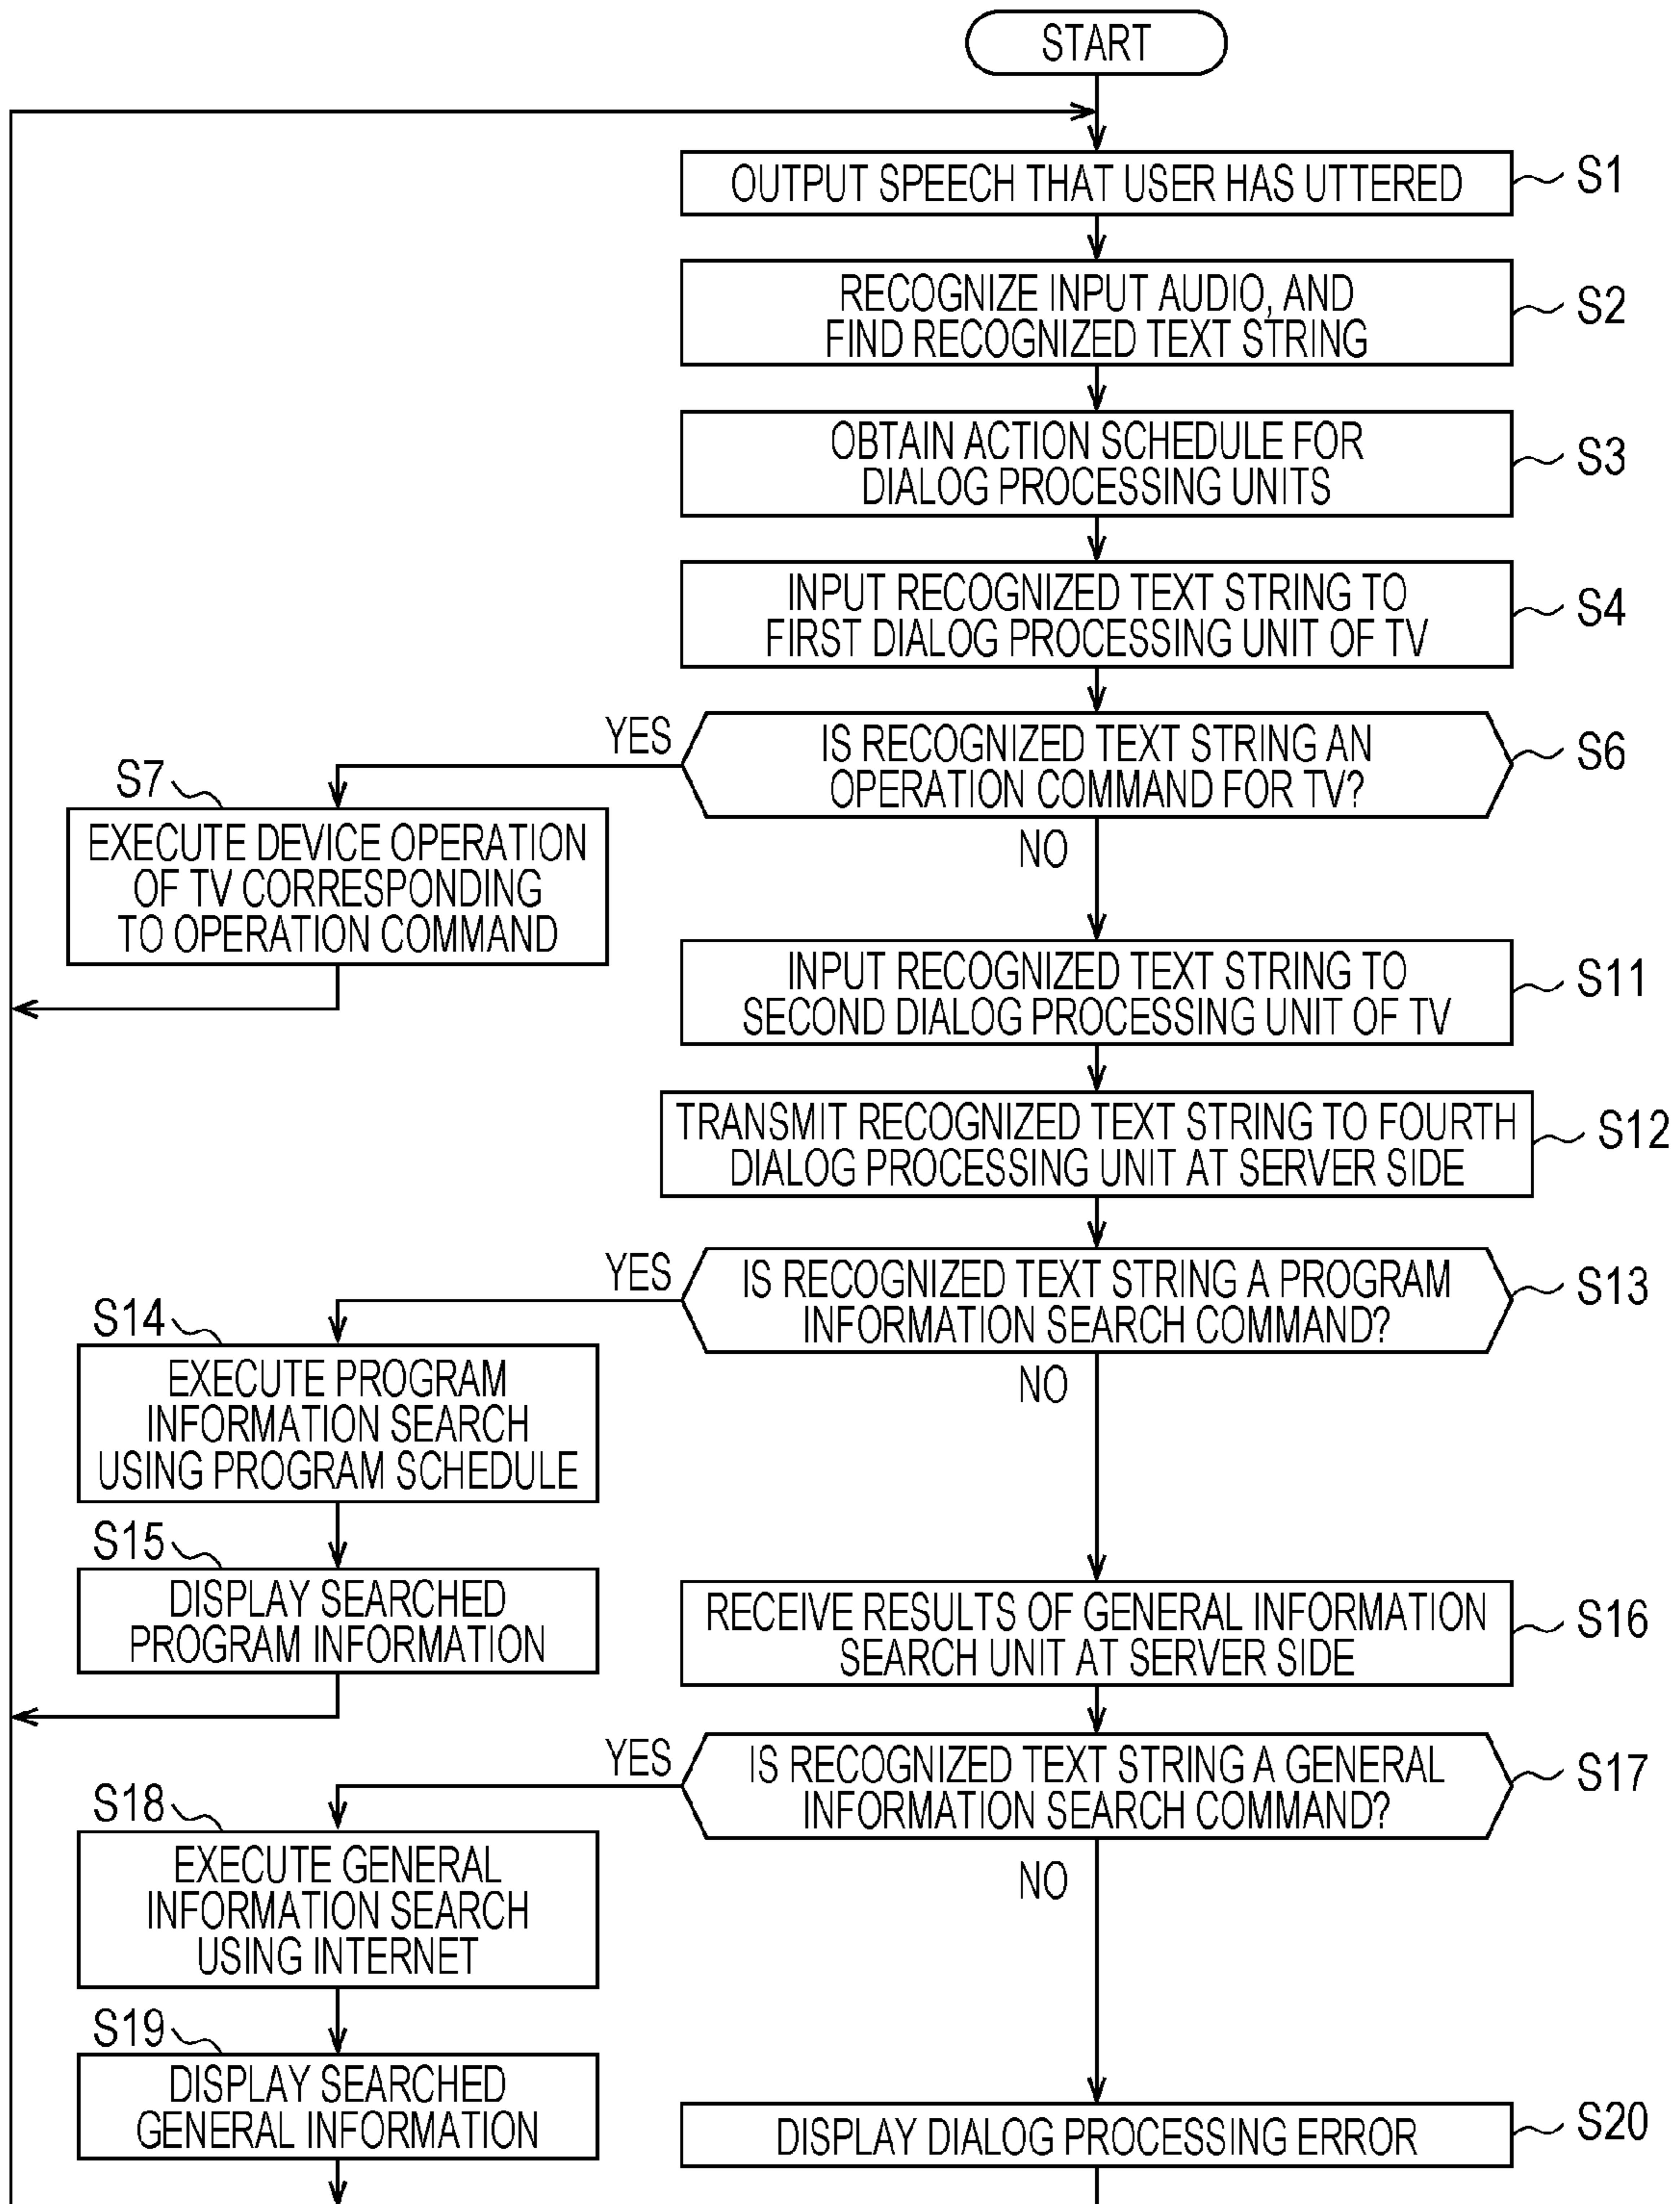 START
OUTPUT SPEECH THAT USER HAS UTTERED
S1
RECOGNIZE INPUT AUDIO, AND
FIND RECOGNIZED TEXT STRING
S2
OBTAIN ACTION SCHEDULE FOR
DIALOG PROCESSING UNITS
S3
INPUT RECOGNIZED TEXT STRING TO
FIRST DIALOG PROCESSING UNIT OF TV
S4
IS RECOGNIZED TEXT STRING AN
OPERATION COMMAND FOR TV?
S6
YES
NO
S7
EXECUTE DEVICE OPERATION
OF TV CORRESPONDING
TO OPERATION COMMAND
INPUT RECOGNIZED TEXT STRING TO
SECOND DIALOG PROCESSING UNIT OF TV
S11
TRANSMIT RECOGNIZED TEXT STRING TO FOURTH
DIALOG PROCESSING UNIT AT SERVER SIDE
S12
IS RECOGNIZED TEXT STRING A PROGRAM
INFORMATION SEARCH COMMAND?
S13
YES
NO
S14
EXECUTE PROGRAM
INFORMATION SEARCH
USING PROGRAM SCHEDULE
S15
DISPLAY SEARCHED
PROGRAM INFORMATION
RECEIVE RESULTS OF GENERAL INFORMATION
SEARCH UNIT AT SERVER SIDE
S16
IS RECOGNIZED TEXT STRING A GENERAL
INFORMATION SEARCH COMMAND?
S17
YES
NO
S18
EXECUTE GENERAL
INFORMATION SEARCH
USING INTERNET
S19
DISPLAY SEARCHED
GENERAL INFORMATION
DISPLAY DIALOG PROCESSING ERROR
S20